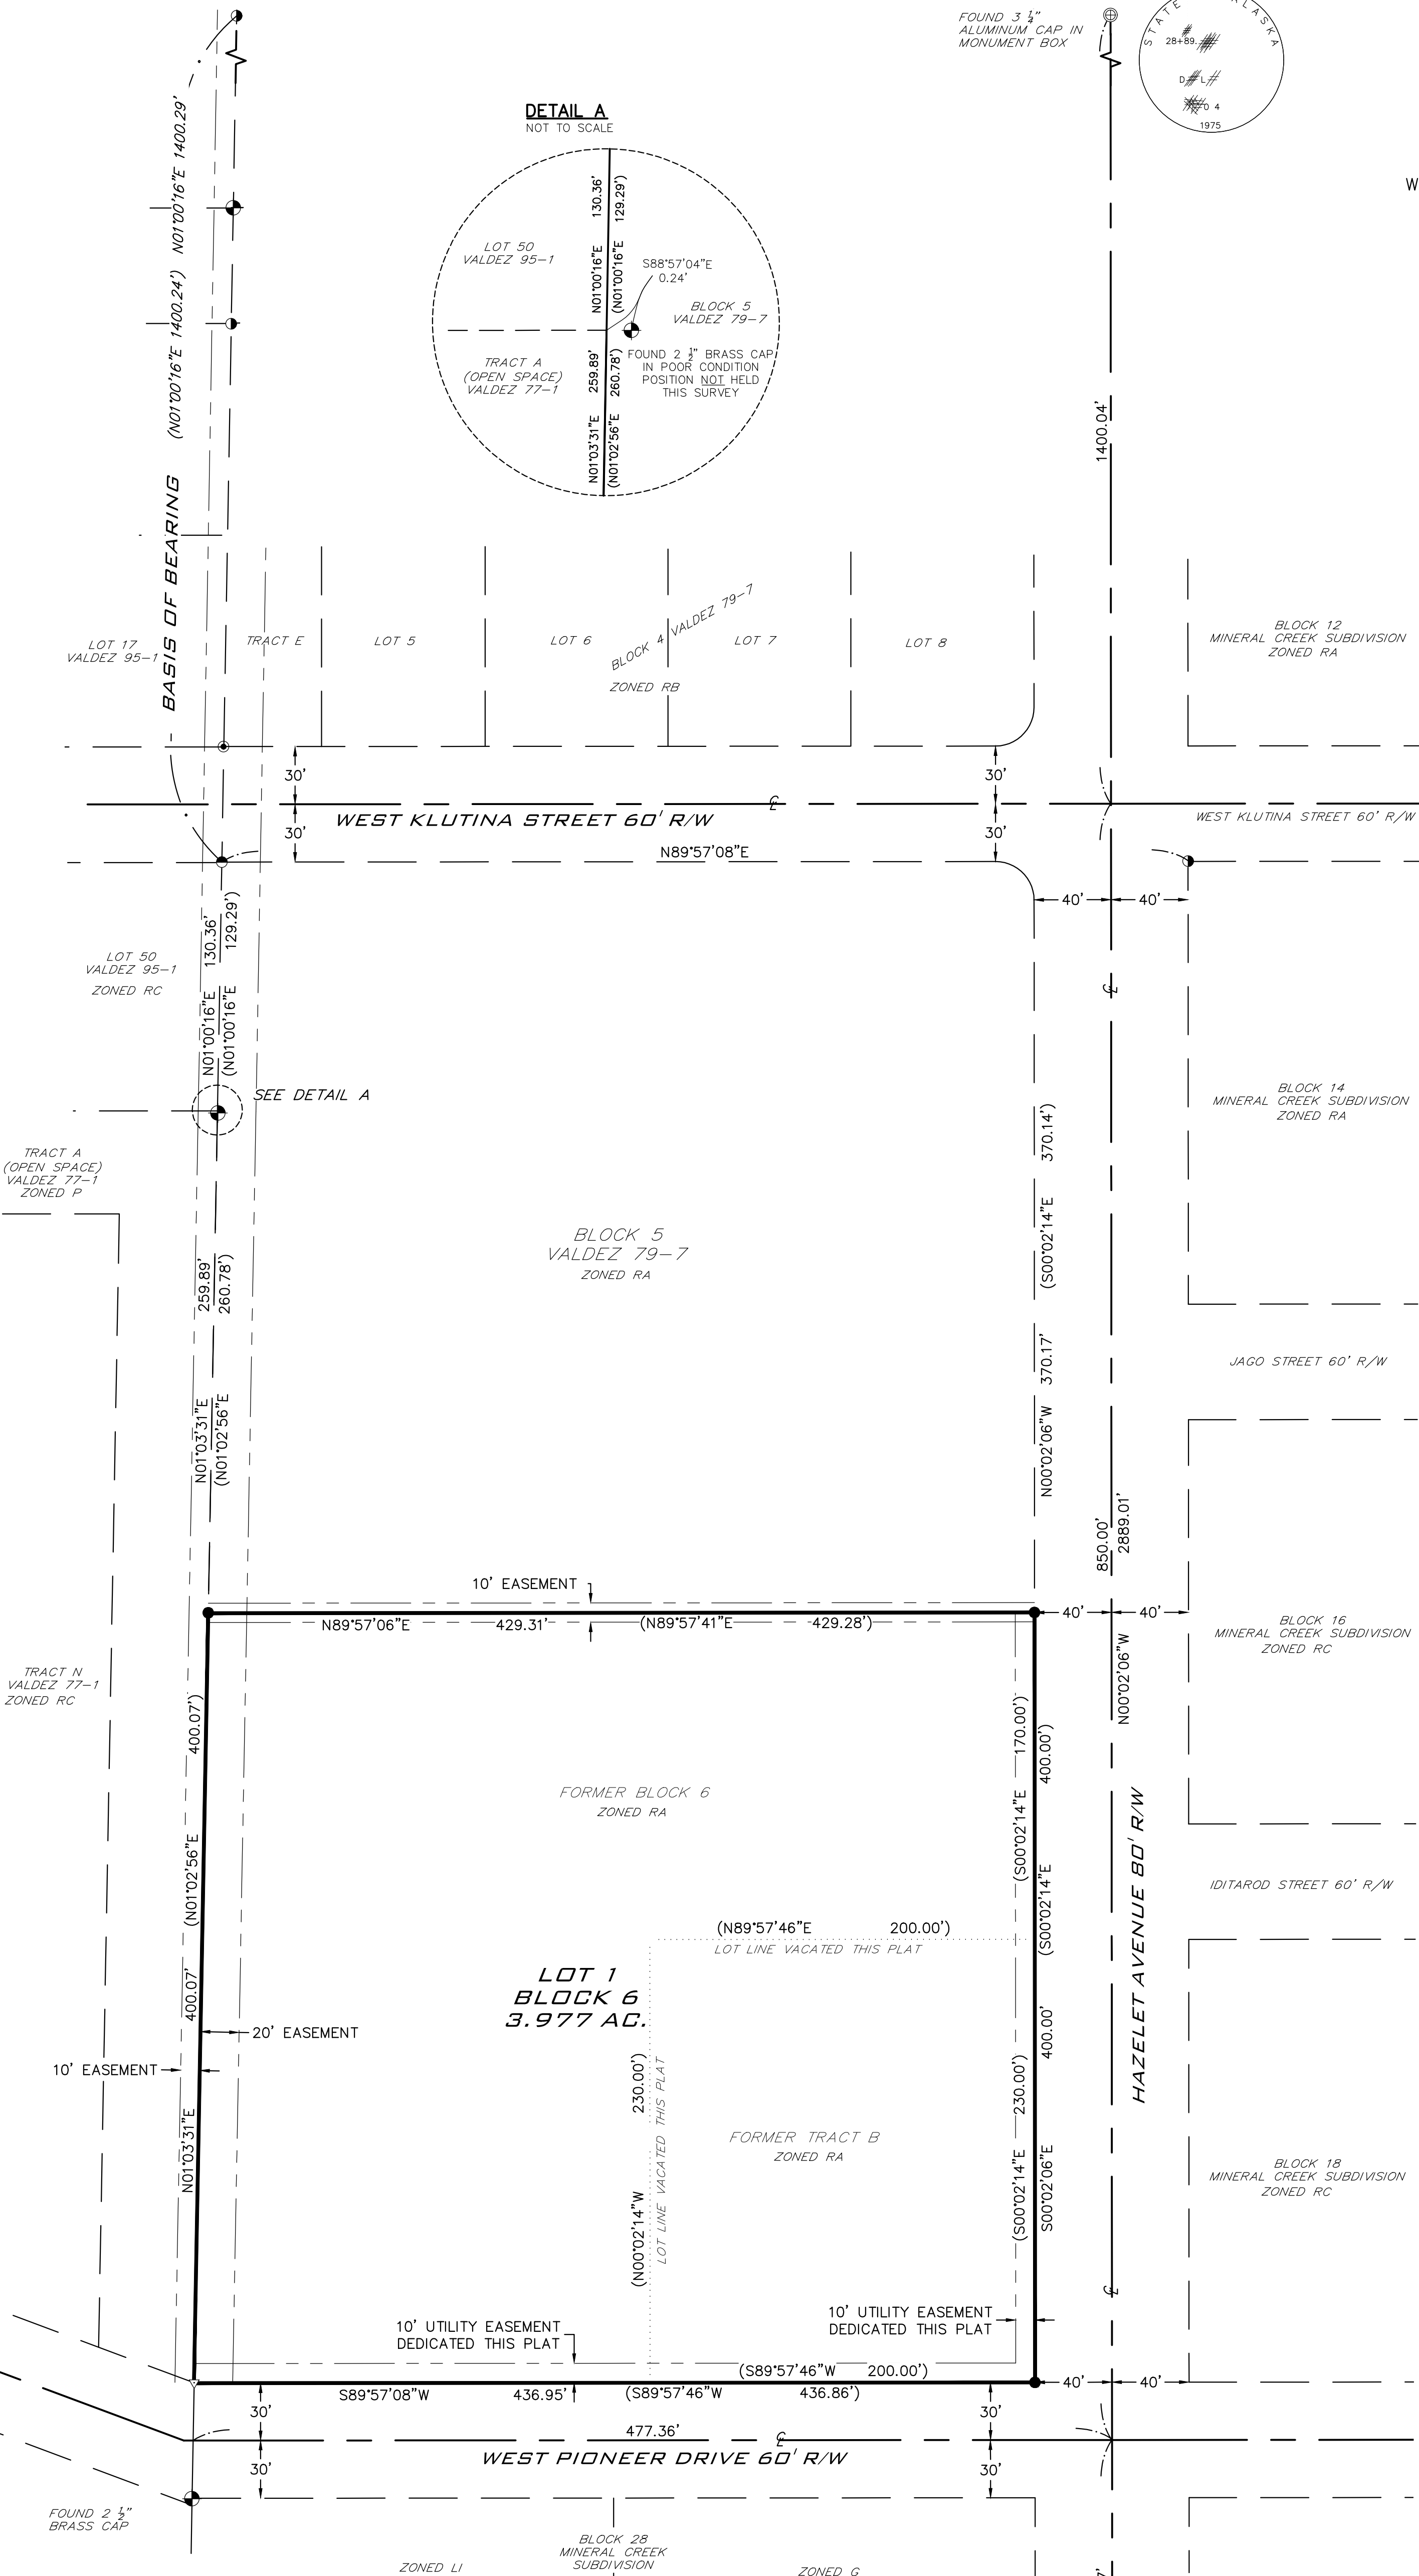 FOUND 3 1/4"
ALUMINUM CAP IN
MONUMENT BOX
28+89.
D L
0 4
1975
W
DETAIL A
NOT TO SCALE
LOT 50
VALDEZ 95-1
N01°00'16"E 130.36'
(N01°00'16"E 129.29')
S88°57'04"E
0.24'
BLOCK 5
VALDEZ 79-7
TRACT A
(OPEN SPACE)
VALDEZ 77-1
N01°03'31"E 259.89'
(N01°02'56"E 260.78')
FOUND 2 1/2" BRASS CAP
IN POOR CONDITION
POSITION NOT HELD
THIS SURVEY
BASIS OF BEARING (N01°00'16"E 1400.24') N01°00'16"E 1400.29'
1400.04'
LOT 17
VALDEZ 95-1
TRACT E
LOT 5
LOT 6
BLOCK 4 VALDEZ 79-7
LOT 7
LOT 8
ZONED RB
BLOCK 12
MINERAL CREEK SUBDIVISION
ZONED RA
30'
30'
WEST KLUTINA STREET 60' R/W
WEST KLUTINA STREET 60' R/W
30'
30'
N89°57'08"E
40'
40'
LOT 50
VALDEZ 95-1
ZONED RC
N01°00'16"E 130.36'
(N01°00'16"E 129.29')
SEE DETAIL A
TRACT A
(OPEN SPACE)
VALDEZ 77-1
ZONED P
BLOCK 14
MINERAL CREEK SUBDIVISION
ZONED RA
BLOCK 5
VALDEZ 79-7
ZONED RA
N01°03'31"E 259.89'
(N01°02'56"E 260.78')
N00°02'06"W 370.17' (S00°02'14"E 370.14')
JAGO STREET 60' R/W
850.00'
2889.01'
N00°02'06"W
10' EASEMENT
N89°57'06"E 429.31' (N89°57'41"E 429.28')
40'
40'
BLOCK 16
MINERAL CREEK SUBDIVISION
ZONED RC
TRACT N
VALDEZ 77-1
ZONED RC
N01°03'31"E 400.07' (N01°02'56"E 400.07')
FORMER BLOCK 6
ZONED RA
(S00°02'14"E 170.00')
S00°02'06"E 400.00' (S00°02'14"E 400.00')
IDITAROD STREET 60' R/W
HAZELET AVENUE 80' R/W
(N89°57'46"E 200.00')
LOT LINE VACATED THIS PLAT
LOT 1
BLOCK 6
3.977 AC.
20' EASEMENT
10' EASEMENT
(N00°02'14"W 230.00')
LOT LINE VACATED THIS PLAT
(S00°02'14"E 230.00')
FORMER TRACT B
ZONED RA
BLOCK 18
MINERAL CREEK SUBDIVISION
ZONED RC
10' UTILITY EASEMENT
DEDICATED THIS PLAT
10' UTILITY EASEMENT
DEDICATED THIS PLAT
(S89°57'46"W 200.00')
S89°57'08"W 436.95' (S89°57'46"W 436.86')
40'
40'
30'
30'
477.36'
WEST PIONEER DRIVE 60' R/W
30'
30'
FOUND 2 1/2"
BRASS CAP
BLOCK 28
MINERAL CREEK
SUBDIVISION
ZONED LI
ZONED G